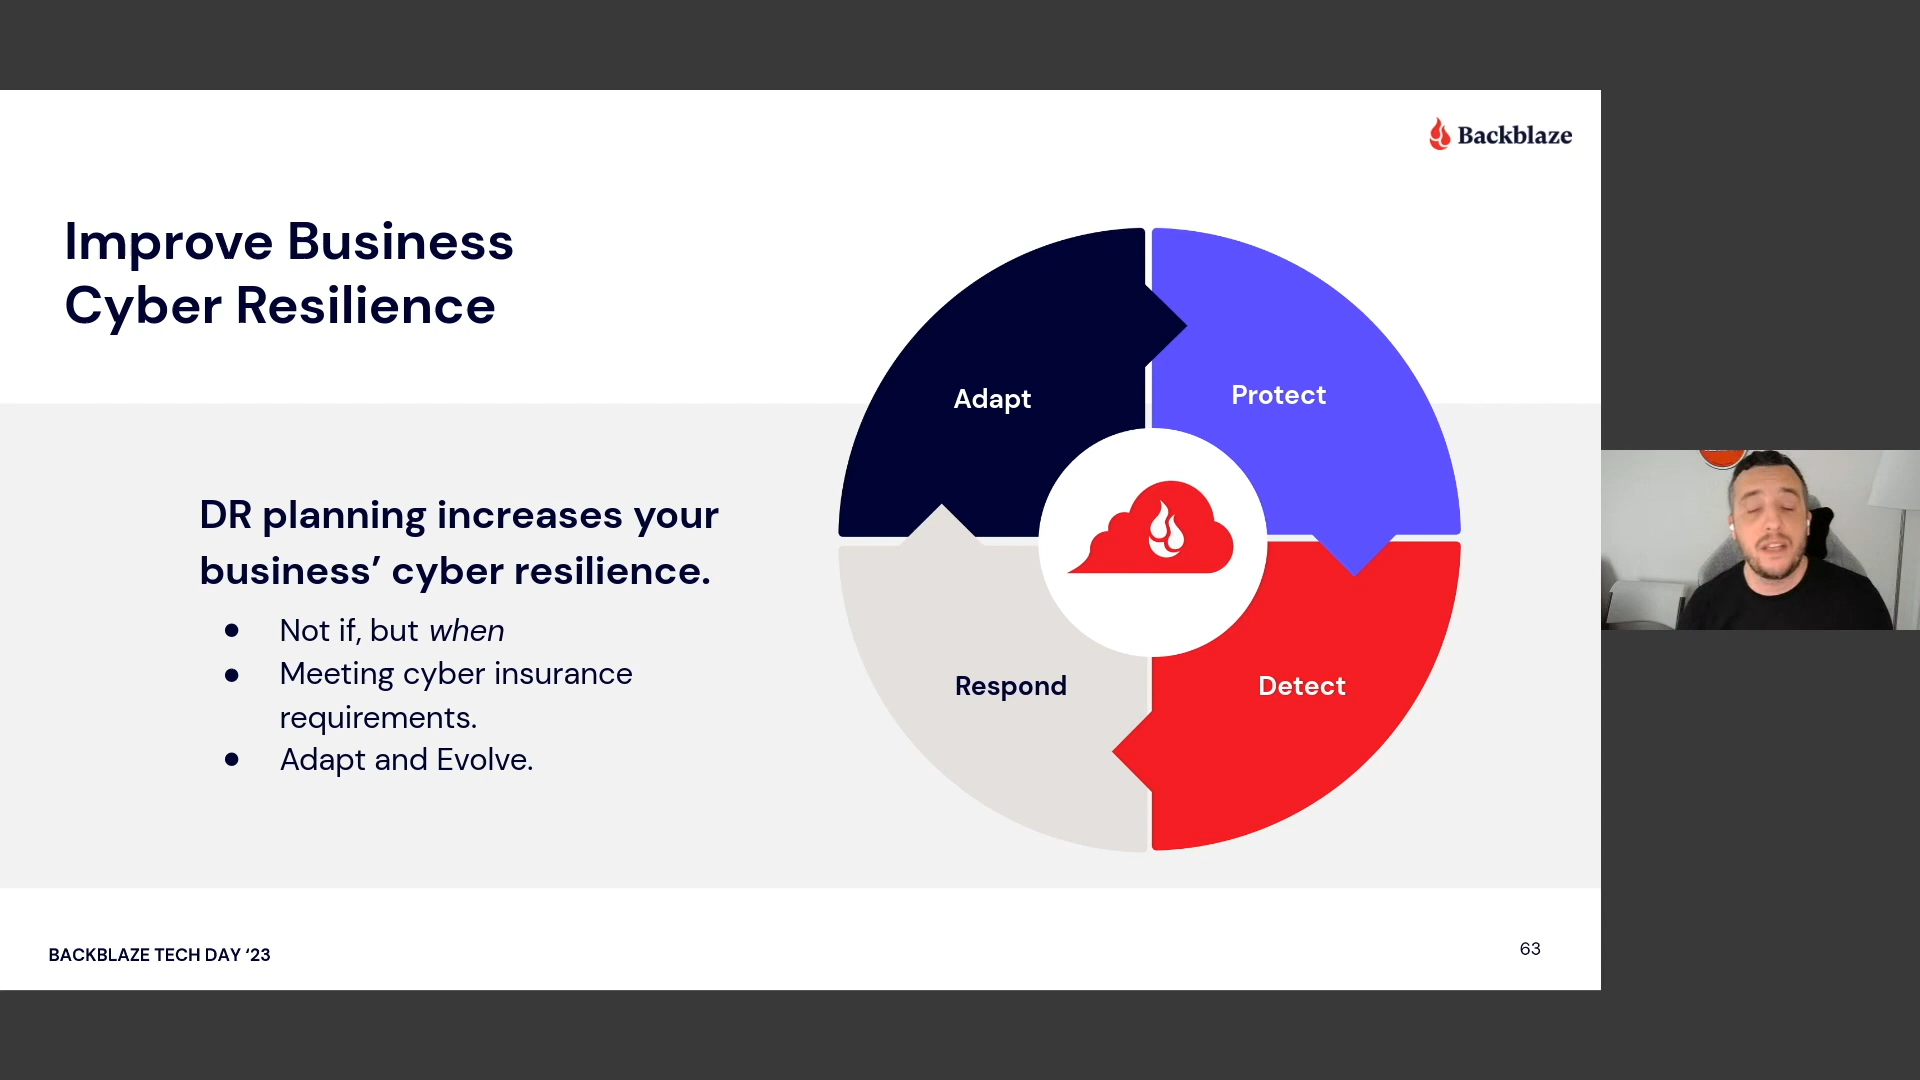 Backblaze
Improve Business
Cyber Resilience
DR planning increases your
business’ cyber resilience.
● Not if, but when
● Meeting cyber insurance
requirements.
● Adapt and Evolve.
Adapt
Protect
Respond
Detect
BACKBLAZE TECH DAY ‘23
63